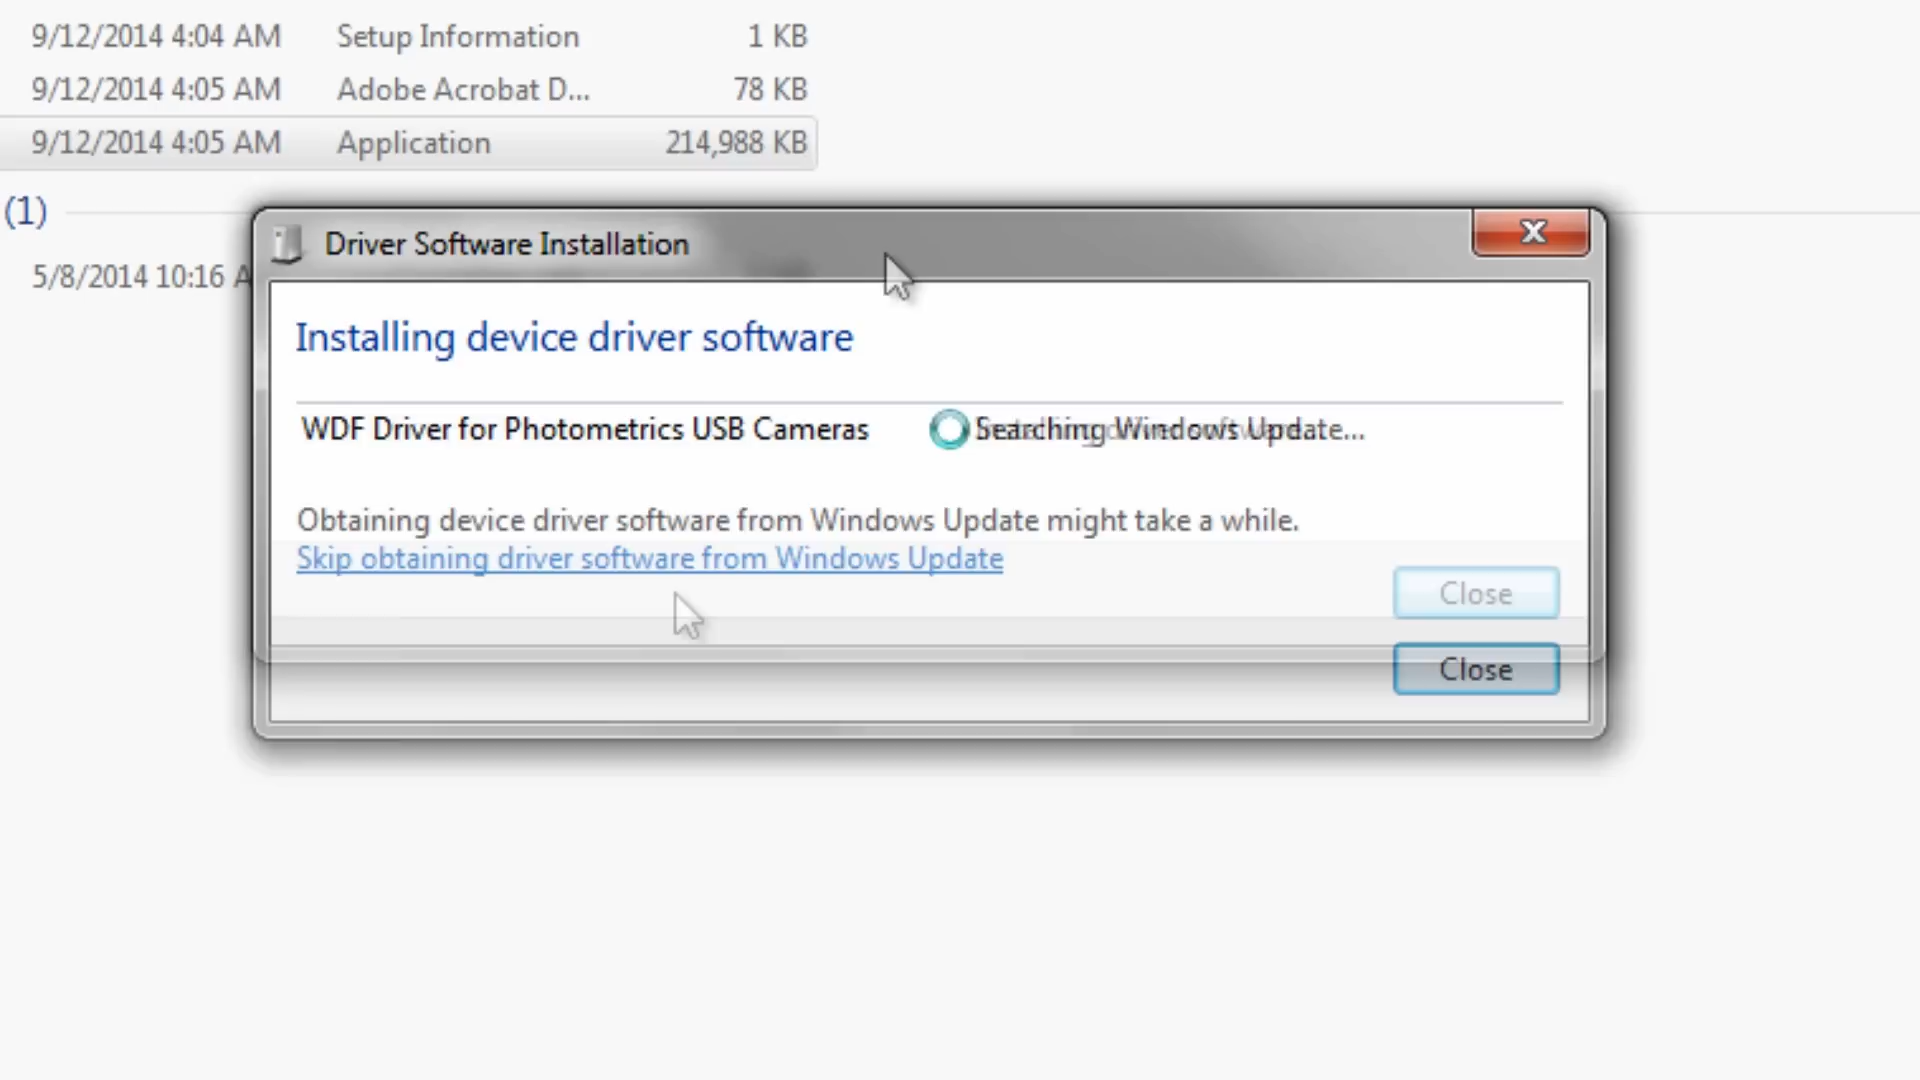 9/12/2014 4:04 AM Setup Information 1 KB
9/12/2014 4:05 AM Adobe Acrobat D... 78 KB
9/12/2014 4:05 AM Application 214,988 KB
(1)
5/8/2014 10:16 A
Driver Software Installation
Installing device driver software
WDF Driver for Photometrics USB Cameras Searching Windows Update...
Obtaining device driver software from Windows Update might take a while.
Skip obtaining driver software from Windows Update
Close
Close